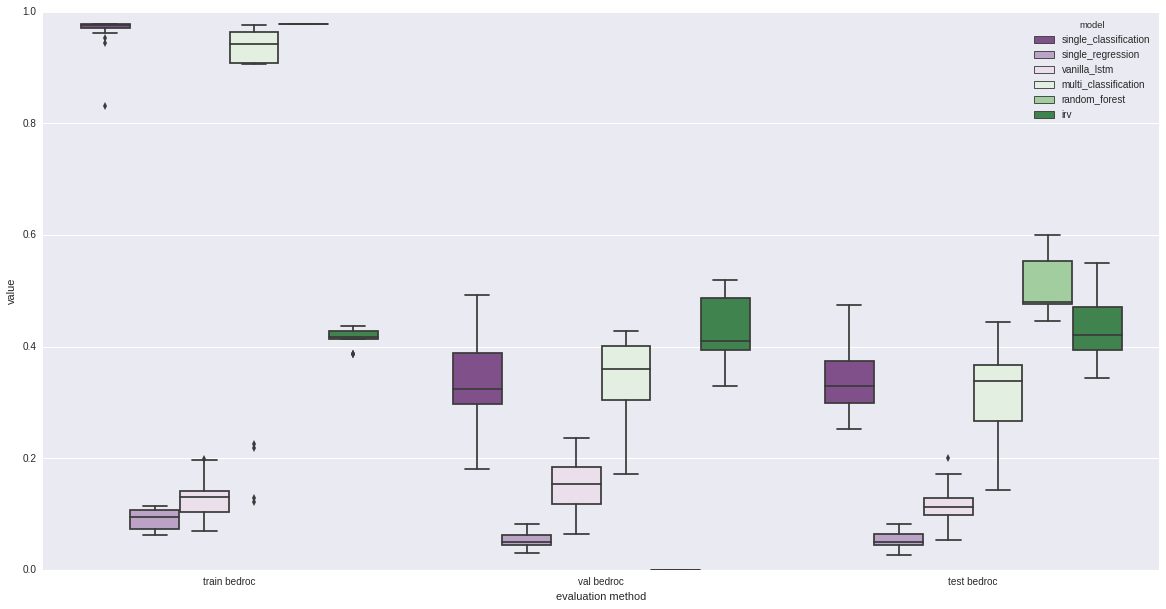 1.0
0.8
0.6
0.4
0.2
0.0
value
model
single_classification
single_regression
vanilla_lstm
multi_classification
random_forest
irv
train bedroc
val bedroc
test bedroc
evaluation method